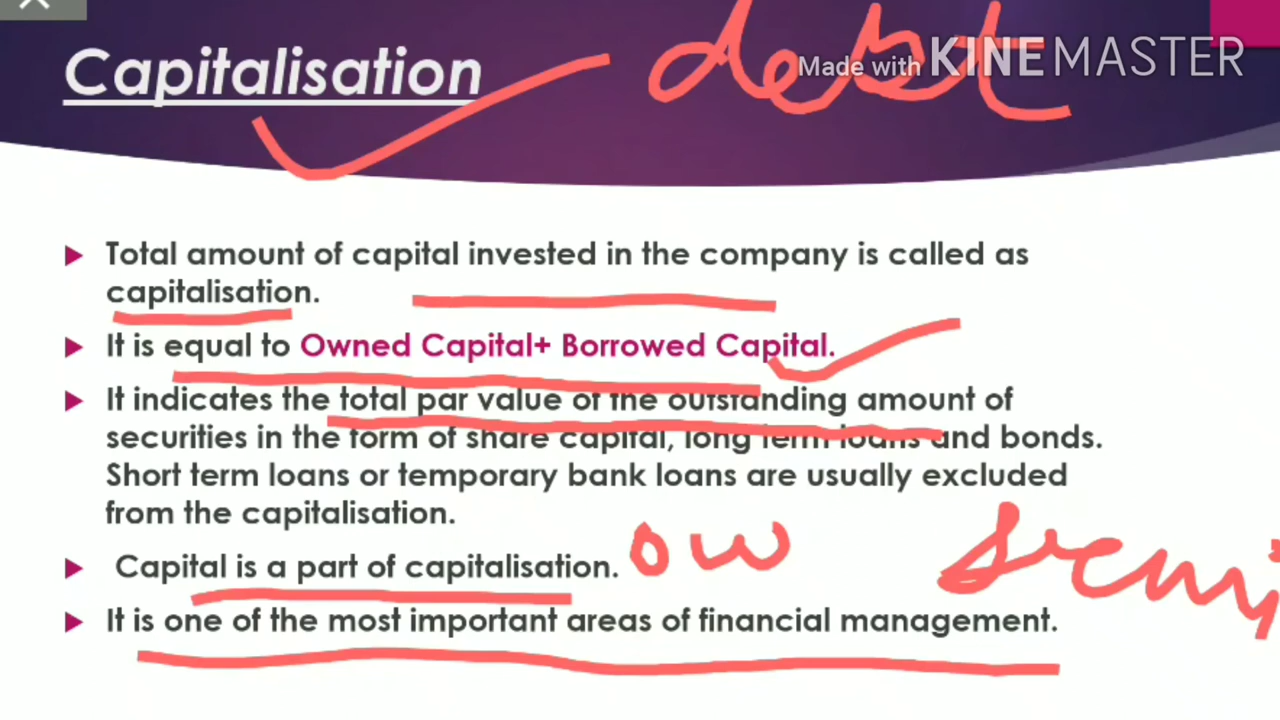 Capitalisation
debt
Made with KINEMASTER
Total amount of capital invested in the company is called as
capitalisation.
It is equal to Owned Capital+ Borrowed Capital.
It indicates the total par value of the outstanding amount of
securities in the form of share capital, long term loans and bonds.
Short term loans or temporary bank loans are usually excluded
from the capitalisation.
Capital is a part of capitalisation.
ow
It is one of the most important areas of financial management.